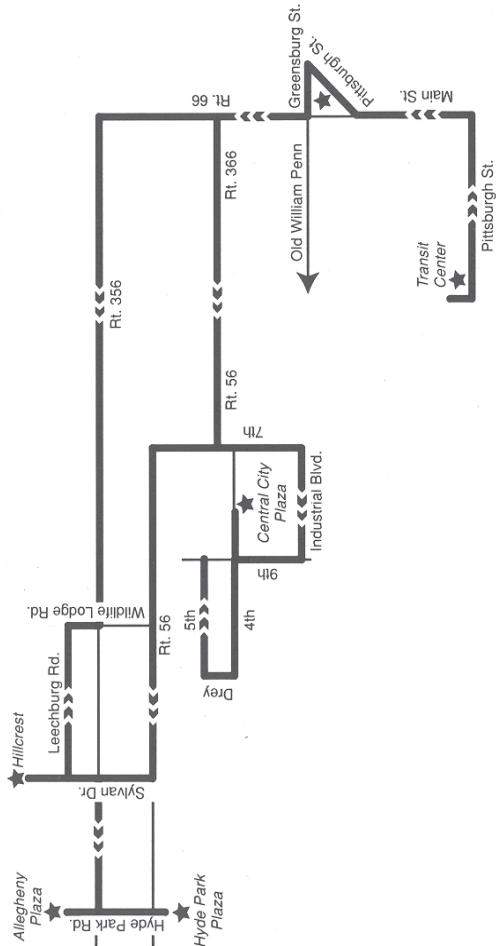 Greensburg St.
Pittsburgh St.
Rt. 66
Main St.
Rt. 366
Old William Penn
Pittsburgh St.
Transit
Center
Rt. 356
Rt. 56
7th
Central City
Plaza
Industrial Blvd.
9th
5th
4th
Drey
Wildlife Lodge Rd.
Rt. 56
Leechburg Rd.
Hillcrest
Sylvan Dr.
Allegheny
Plaza
Hyde Park Rd.
Hyde Park
Plaza